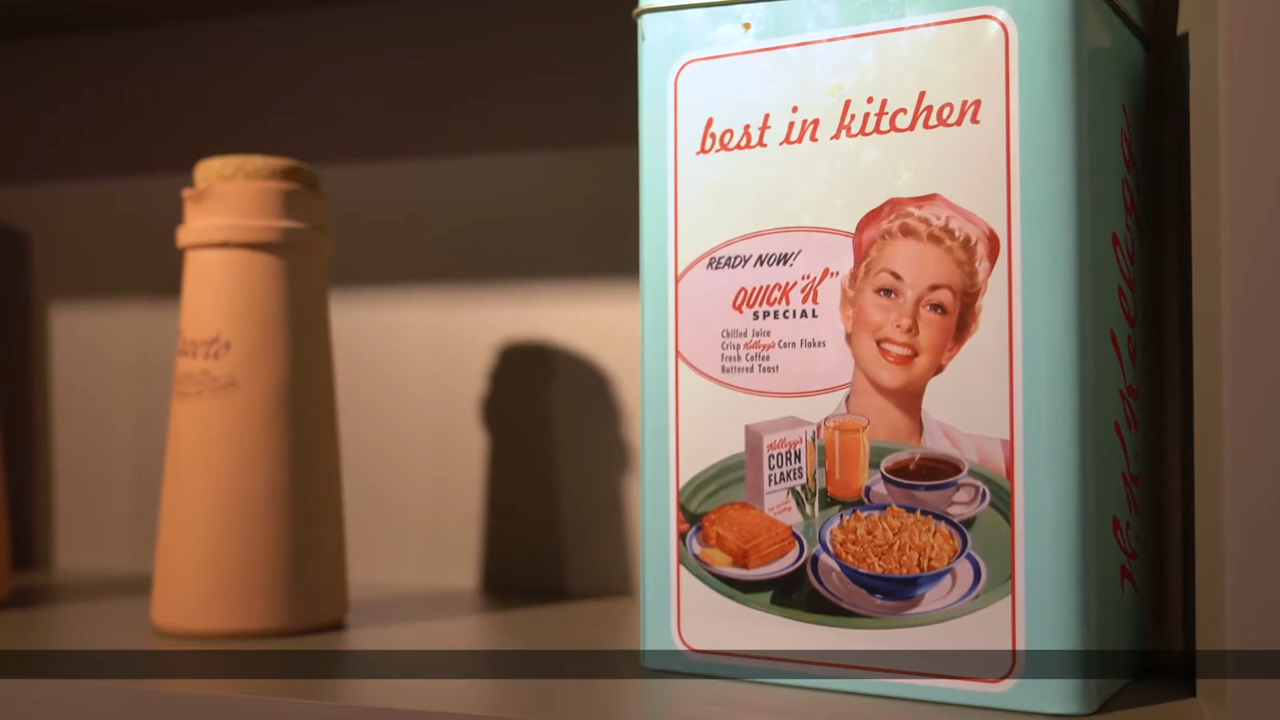 best in kitchen
READY NOW!
QUICK "K"
SPECIAL
Chilled Juice
Crisp Kellogg's Corn Flakes
Fresh Coffee
Buttered Toast
Kellogg's
CORN
FLAKES
W.K. Kellogg